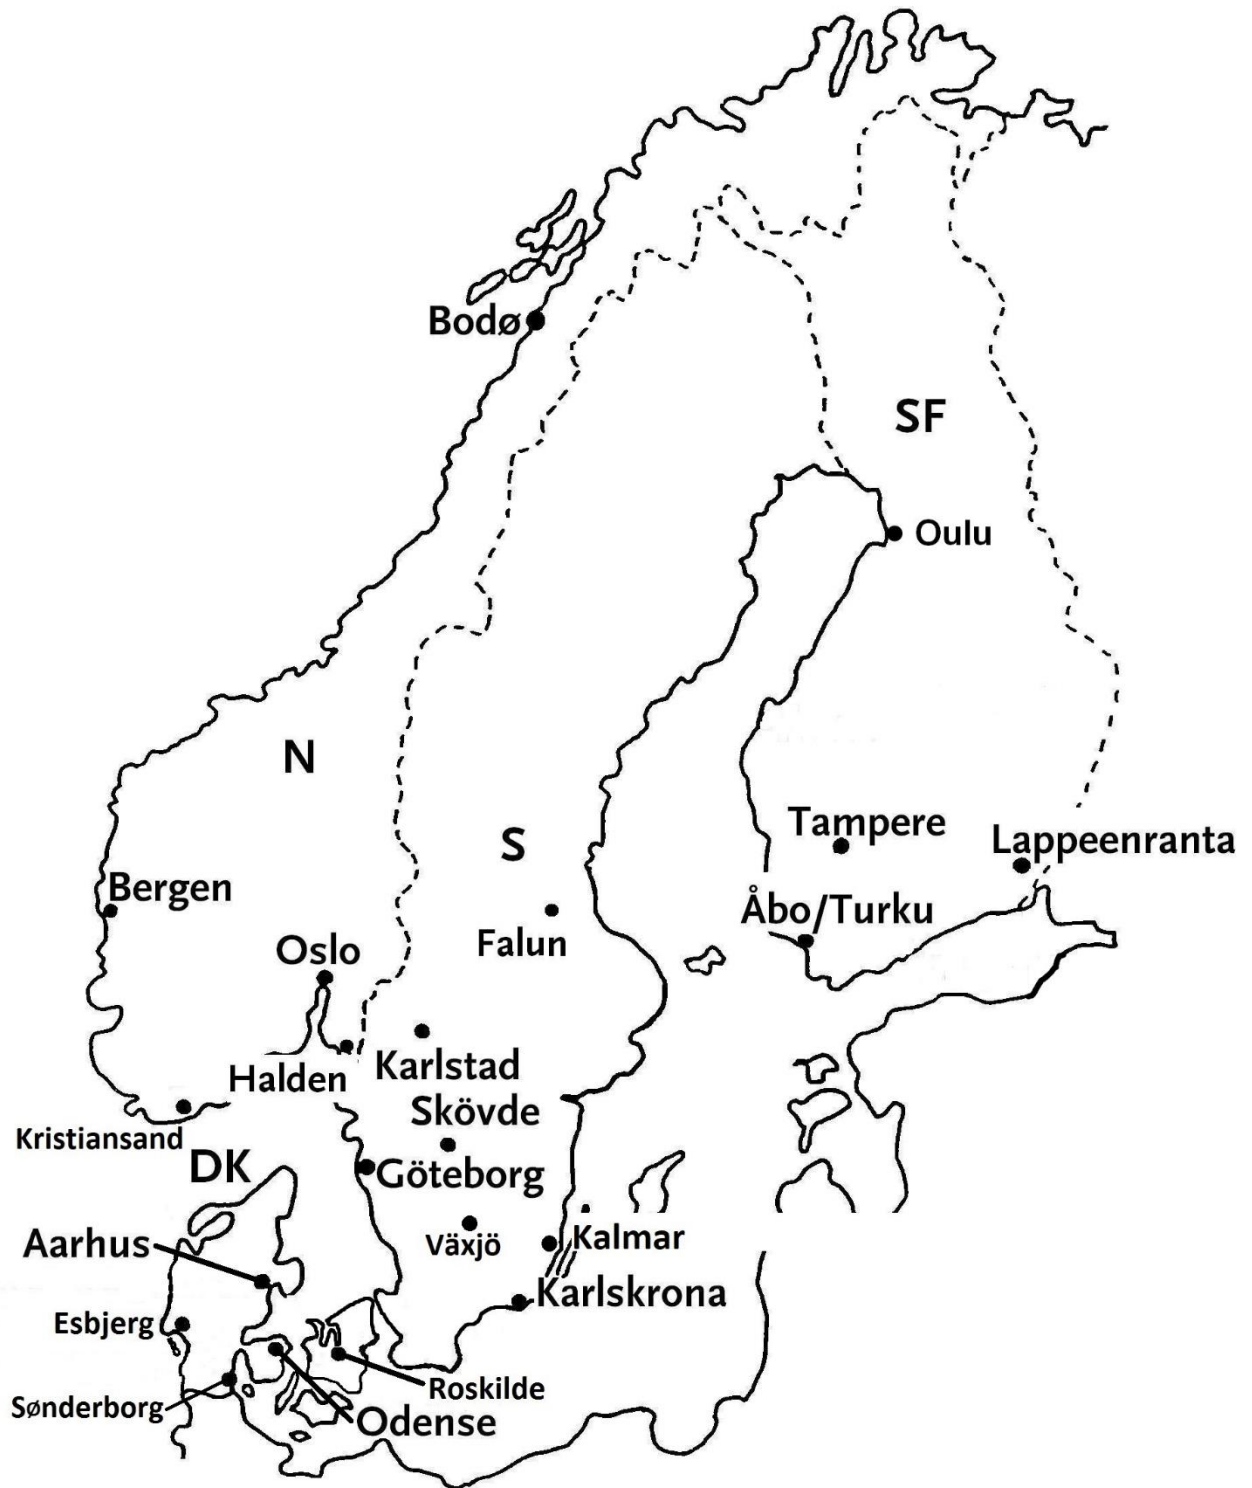 Bodø
SF
Oulu
N
Tampere
S
Lappeenranta
Bergen
Åbo/Turku
Falun
Oslo
Karlstad
Halden
Skövde
Kristiansand
DK
Göteborg
Aarhus
Växjö
Kalmar
Karlskrona
Esbjerg
Roskilde
Sønderborg
Odense